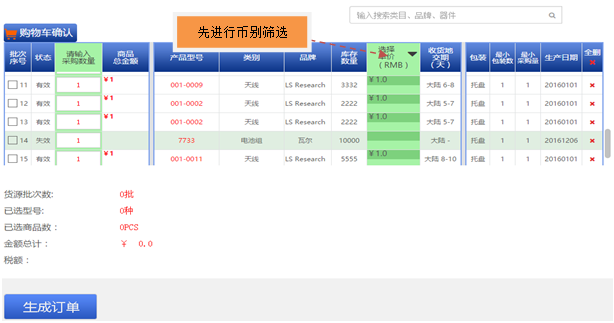 输入搜索类目、品牌、器件
购物车确认
先进行币别筛选
批次序号 状态 请输入采购数量 商品总金额 产品型号 类别 品牌 库存数量 选择单价（RMB） 收货地交期（天） 包装 最小包装数 最小采购量 生产日期 全删
11 有效 1 ￥1 001-0009 天线 LS Research 3332 ￥1.0 大陆 6-8 托盘 1 1 20160101
12 有效 1 ￥1 001-0002 天线 LS Research 2222 ￥1.0 大陆 5-7 托盘 1 1 20160101
13 有效 1 ￥1 001-0002 天线 LS Research 2222 ￥1.0 大陆 5-7 托盘 1 1 20160101
14 失效 7733 电池组 瓦尔 10000 大陆 - 托盘 1 1 20161206
15 有效 1 ￥1 001-0011 天线 LS Research 5555 ￥1.0 大陆 8-10 托盘 1 1 20160101
货源批次数: 0批
已选型号: 0种
已选商品数： 0PCS
金额总计： ￥ 0.0
税额：
生成订单